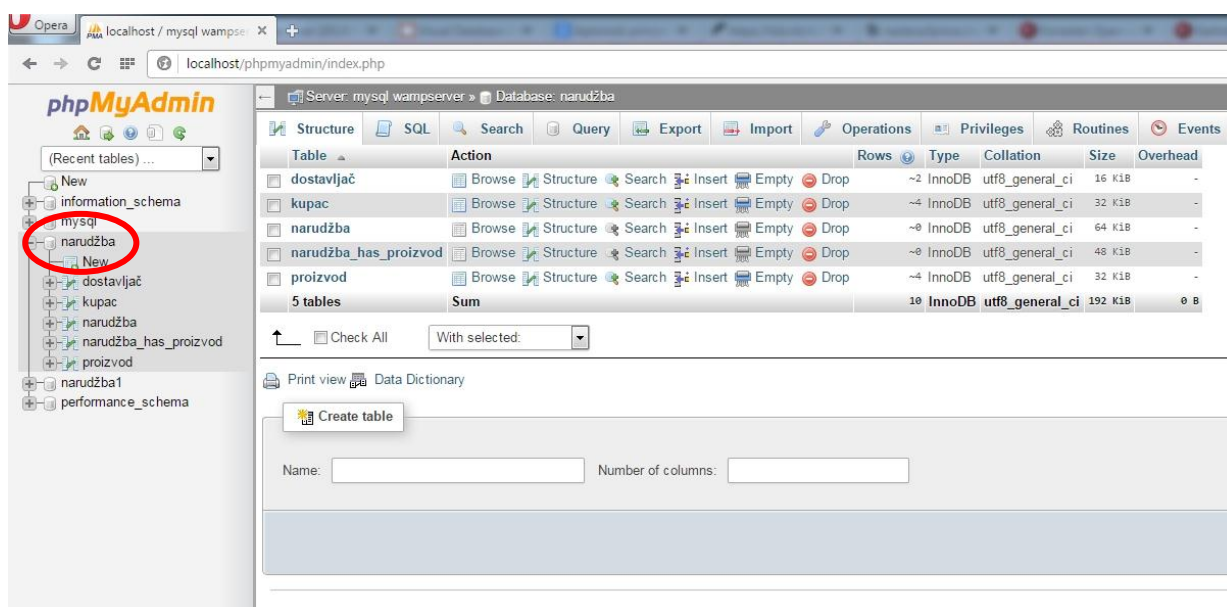 Opera
localhost / mysql wampse
localhost/phpmyadmin/index.php
phpMyAdmin
(Recent tables) ...
New
information_schema
mysql
narudžba
New
dostavljač
kupac
narudžba
narudžba_has_proizvod
proizvod
narudžba1
performance_schema
Server: mysql wampserver » Database: narudžba
Structure SQL Search Query Export Import Operations Privileges Routines Events
Table Action Rows Type Collation Size Overhead
dostavljač Browse Structure Search Insert Empty Drop ~2 InnoDB utf8_general_ci 16 KiB -
kupac Browse Structure Search Insert Empty Drop ~4 InnoDB utf8_general_ci 32 KiB -
narudžba Browse Structure Search Insert Empty Drop ~0 InnoDB utf8_general_ci 64 KiB -
narudžba_has_proizvod Browse Structure Search Insert Empty Drop ~0 InnoDB utf8_general_ci 48 KiB -
proizvod Browse Structure Search Insert Empty Drop ~4 InnoDB utf8_general_ci 32 KiB -
5 tables Sum 10 InnoDB utf8_general_ci 192 KiB 0 B
Check All With selected:
Print view Data Dictionary
Create table
Name: Number of columns: